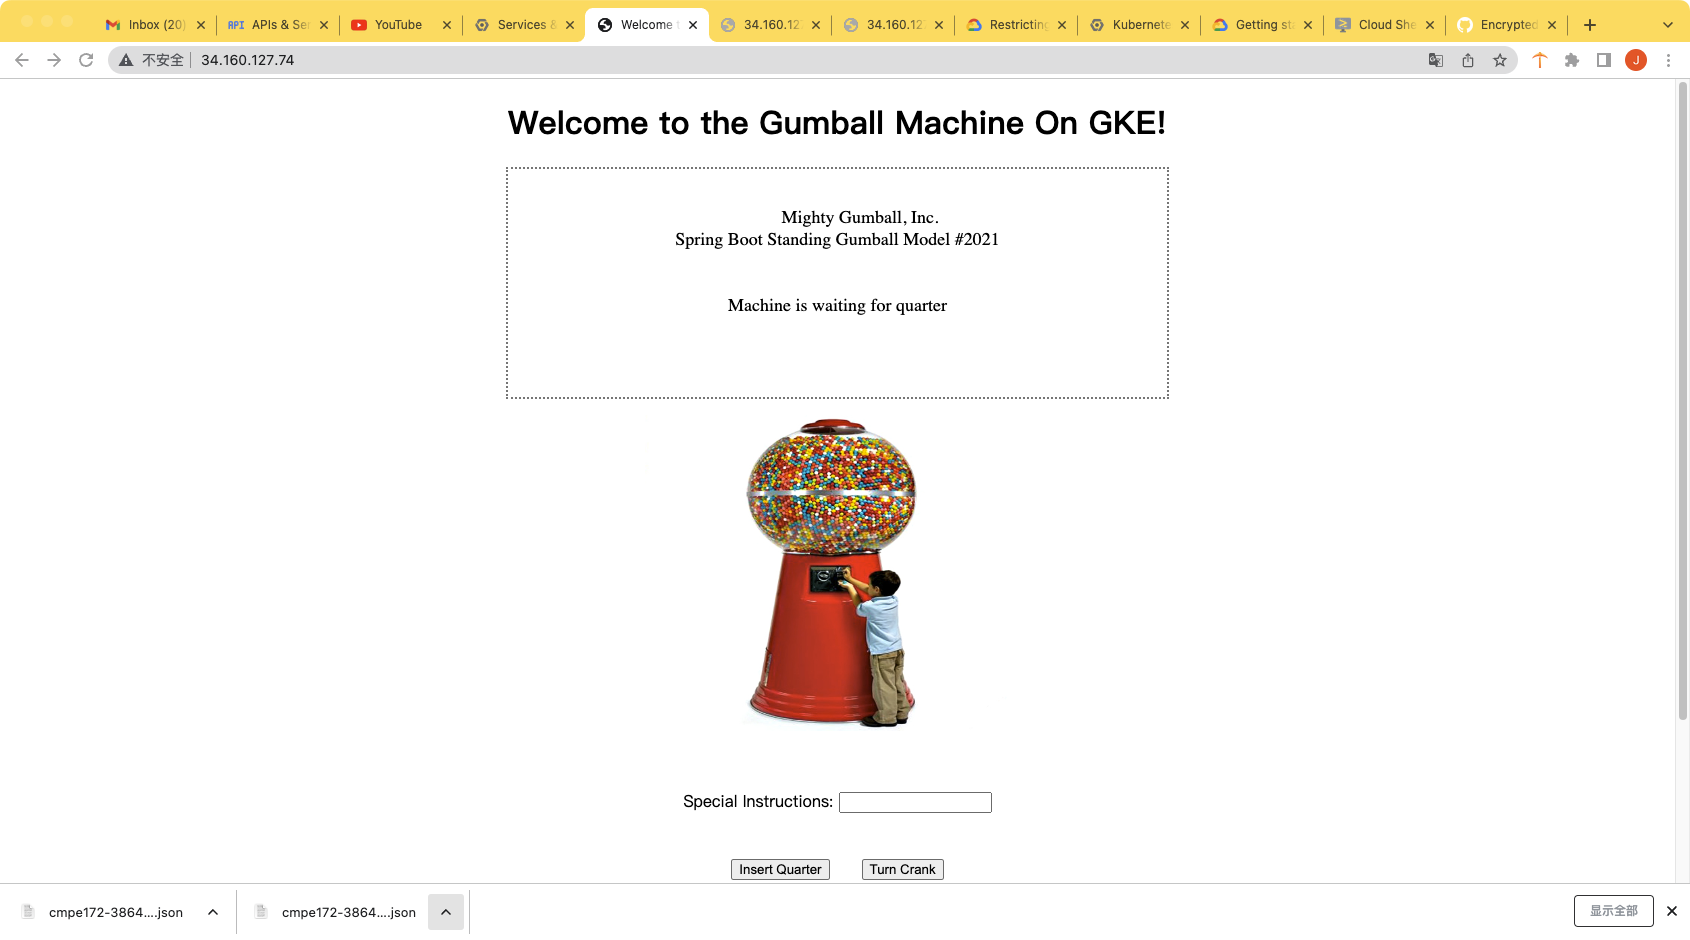 Inbox (20)
APIs & Ser
YouTube
Services &
Welcome t
34.160.12
34.160.12
Restricting
Kubernete
Getting sta
Cloud She
Encrypted
不安全
34.160.127.74
J
Welcome to the Gumball Machine On GKE!
Mighty Gumball, Inc.
Spring Boot Standing Gumball Model #2021
Machine is waiting for quarter
Special Instructions:
Insert Quarter
Turn Crank
cmpe172-3864....json
cmpe172-3864....json
显示全部